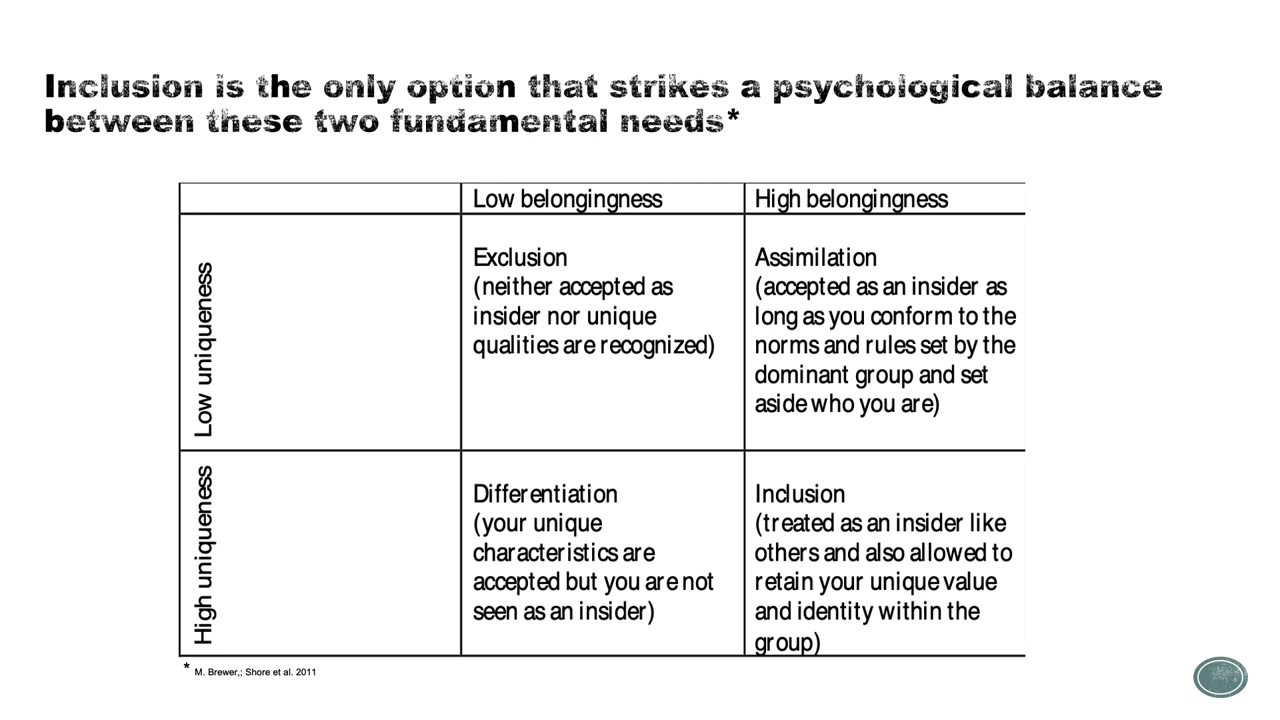 Inclusion is the only option that strikes a psychological balance
between these two fundamental needs*
Low belongingness
High belongingness
Low uniqueness
Exclusion
(neither accepted as
insider nor unique
qualities are recognized)
Assimilation
(accepted as an insider as
long as you conform to the
norms and rules set by the
dominant group and set
aside who you are)
High uniqueness
Differentiation
(your unique
characteristics are
accepted but you are not
seen as an insider)
Inclusion
(treated as an insider like
others and also allowed to
retain your unique value
and identity within the
group)
* M. Brewer,; Shore et al. 2011